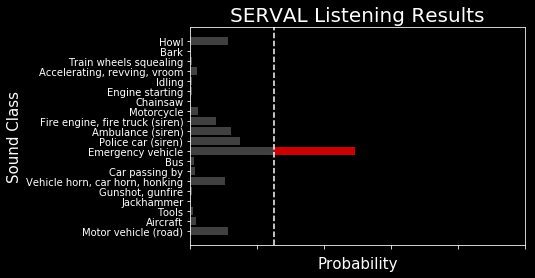 SERVAL Listening Results
Sound Class
Howl
Bark
Train wheels squealing
Accelerating, revving, vroom
Idling
Engine starting
Chainsaw
Motorcycle
Fire engine, fire truck (siren)
Ambulance (siren)
Police car (siren)
Emergency vehicle
Bus
Car passing by
Vehicle horn, car horn, honking
Gunshot, gunfire
Jackhammer
Tools
Aircraft
Motor vehicle (road)
Probability